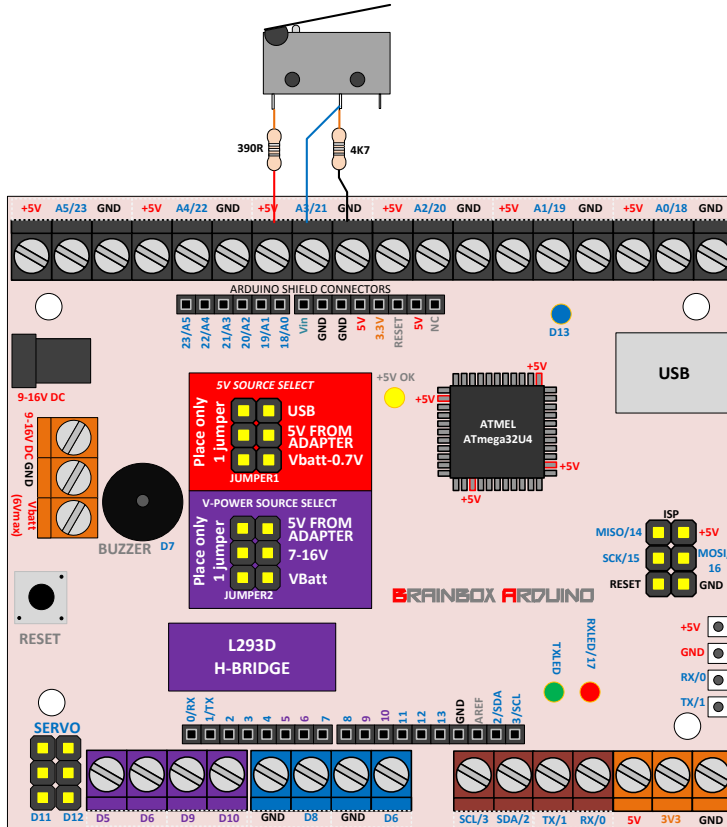 390R
4K7
+5V A5/23 GND +5V A4/22 GND +5V A3/21 GND +5V A2/20 GND +5V A1/19 GND +5V A0/18 GND
ARDUINO SHIELD CONNECTORS
23/A5 22/A4 21/A3 20/A2 19/A1 18/A0 Vin GND GND 5V 3.3V RESET 5V NC
D13
9-16V DC
USB
+5V OK
+5V
+5V
+5V
+5V
ATMEL
ATmega32U4
5V SOURCE SELECT
Place only
1 jumper
USB
5V FROM
ADAPTER
Vbatt-0.7V
JUMPER1
V-POWER SOURCE SELECT
Place only
1 jumper
5V FROM
ADAPTER
7-16V
VBatt
JUMPER2
9-16V DC
GND
Vbatt
(6Vmax)
BUZZER D7
RESET
ISP
MISO/14 +5V
SCK/15 MOSI/
16
RESET GND
BRAINBOX ARDUINO
L293D
H-BRIDGE
TXLED
RXLED/17
+5V
GND
RX/0
TX/1
0/RX 1/TX 2 3 4 5 6 7 8 9 10 11 12 13 GND AREF 2/SDA 3/SCL
SERVO
D11 D12
D5 D6 D9 D10 GND D8 GND D6 SCL/3 SDA/2 TX/1 RX/0 5V 3V3 GND